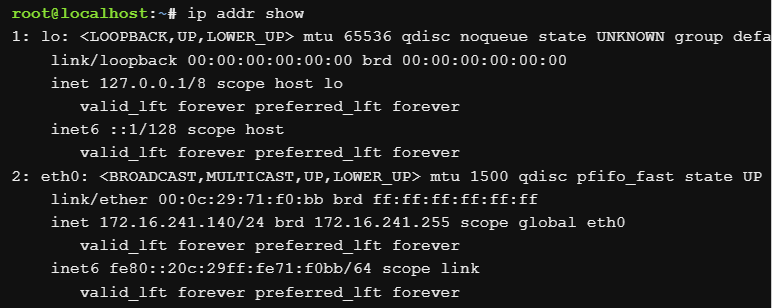 root@localhost:~# ip addr show
1: lo: <LOOPBACK,UP,LOWER_UP> mtu 65536 qdisc noqueue state UNKNOWN group defa
link/loopback 00:00:00:00:00:00 brd 00:00:00:00:00:00
inet 127.0.0.1/8 scope host lo
valid_lft forever preferred_lft forever
inet6 ::1/128 scope host
valid_lft forever preferred_lft forever
2: eth0: <BROADCAST,MULTICAST,UP,LOWER_UP> mtu 1500 qdisc pfifo_fast state UP
link/ether 00:0c:29:71:f0:bb brd ff:ff:ff:ff:ff:ff
inet 172.16.241.140/24 brd 172.16.241.255 scope global eth0
valid_lft forever preferred_lft forever
inet6 fe80::20c:29ff:fe71:f0bb/64 scope link
valid_lft forever preferred_lft forever